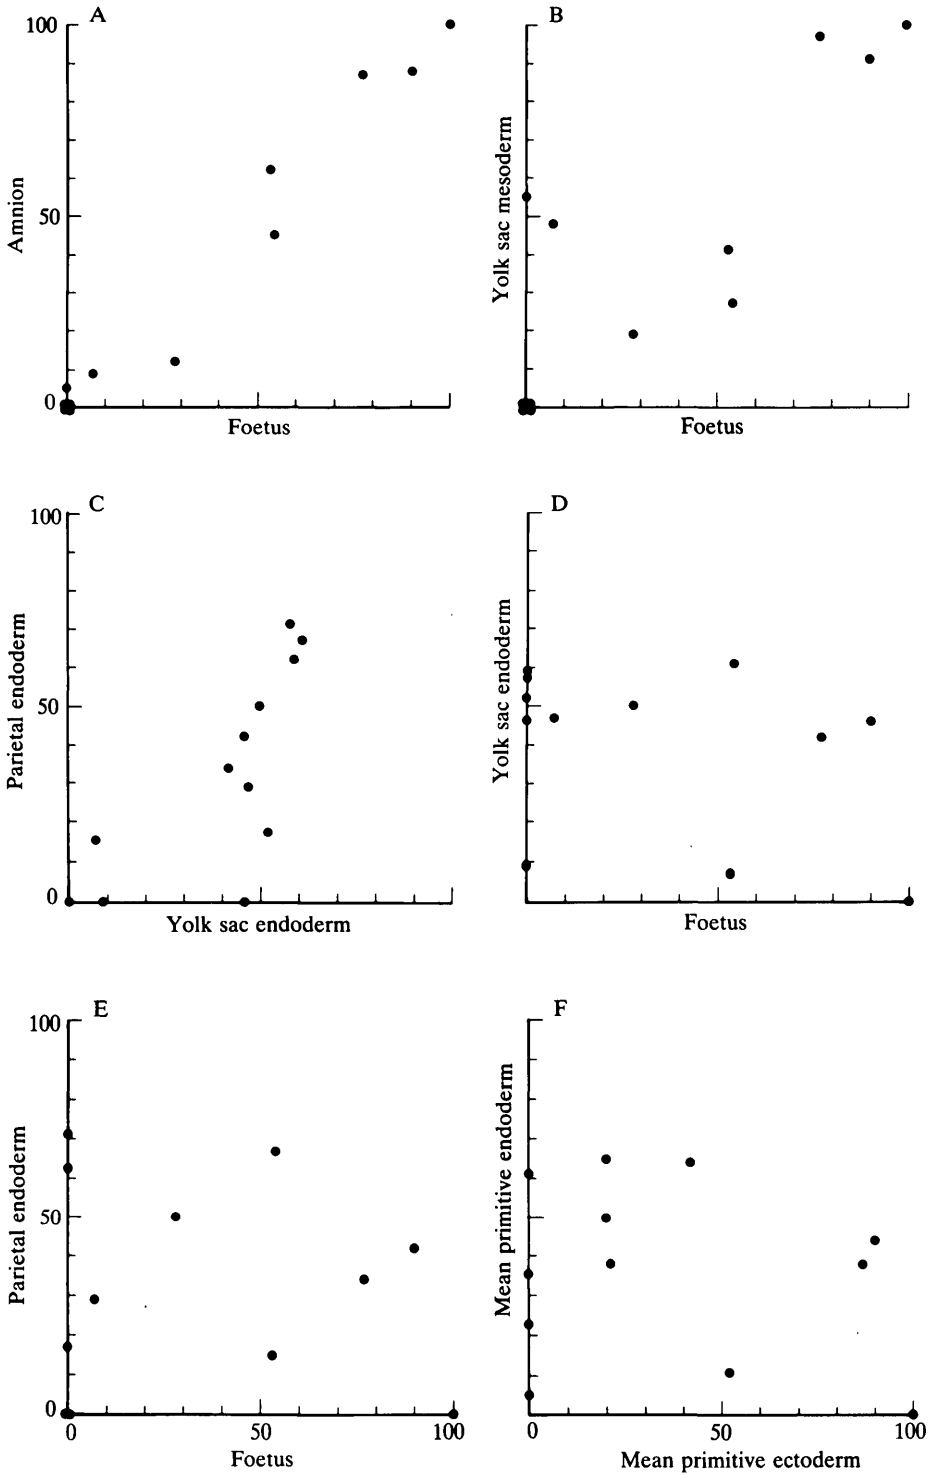 A
100
50
0
Amnion
Foetus
B
Yolk sac mesoderm
Foetus
C
100
50
0
Parietal endoderm
Yolk sac endoderm
D
Yolk sac endoderm
Foetus
E
100
50
0
Parietal endoderm
0 50 100
Foetus
F
Mean primitive endoderm
0 50 100
Mean primitive ectoderm